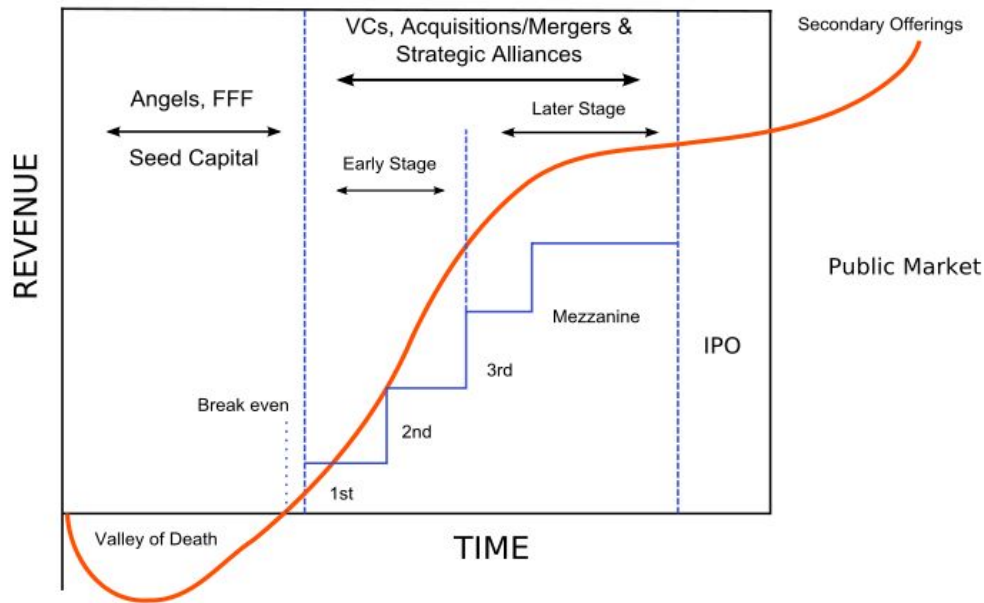 Secondary Offerings
VCs, Acquisitions/Mergers &
Strategic Alliances
Angels, FFF
Seed Capital
Later Stage
Early Stage
REVENUE
Public Market
Mezzanine
IPO
3rd
Break even
2nd
1st
Valley of Death
TIME